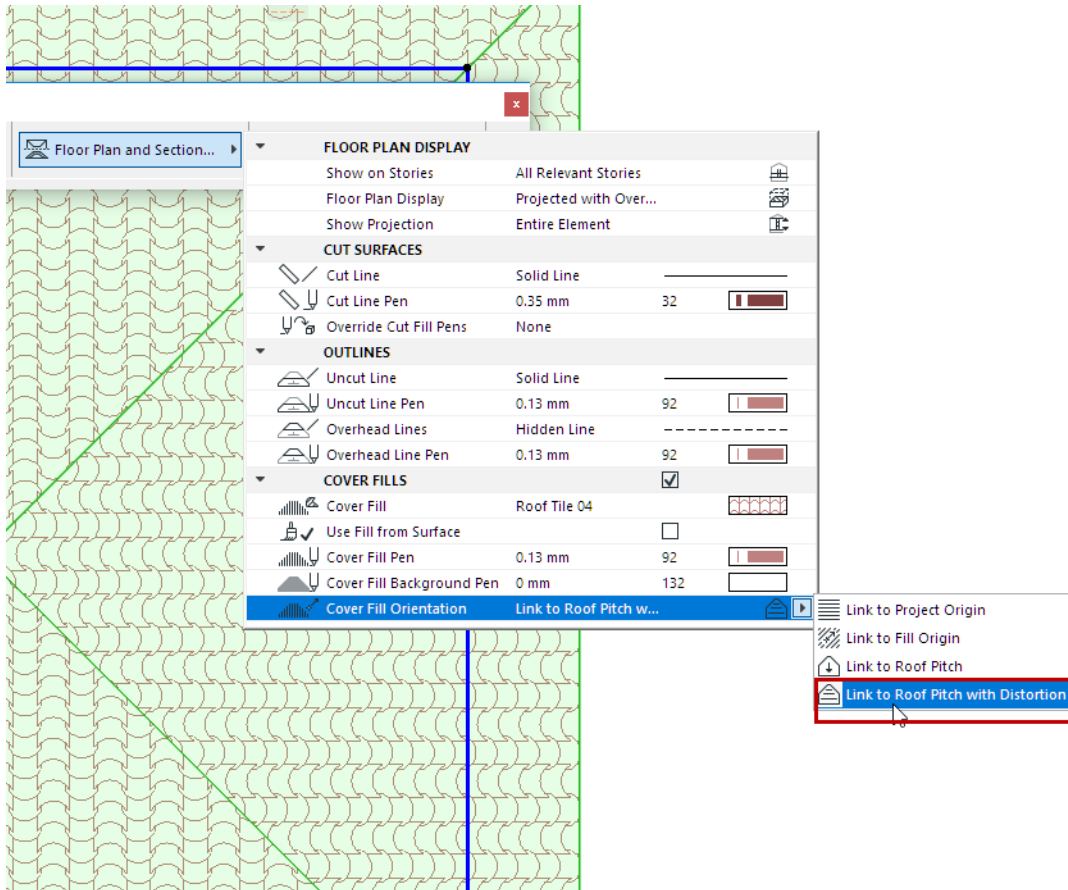 x
Floor Plan and Section...
FLOOR PLAN DISPLAY
Show on Stories All Relevant Stories
Floor Plan Display Projected with Over...
Show Projection Entire Element
CUT SURFACES
Cut Line Solid Line
Cut Line Pen 0.35 mm 32
Override Cut Fill Pens None
OUTLINES
Uncut Line Solid Line
Uncut Line Pen 0.13 mm 92
Overhead Lines Hidden Line
Overhead Line Pen 0.13 mm 92
COVER FILLS
Cover Fill Roof Tile 04
Use Fill from Surface
Cover Fill Pen 0.13 mm 92
Cover Fill Background Pen 0 mm 132
Cover Fill Orientation Link to Roof Pitch w...
Link to Project Origin
Link to Fill Origin
Link to Roof Pitch
Link to Roof Pitch with Distortion